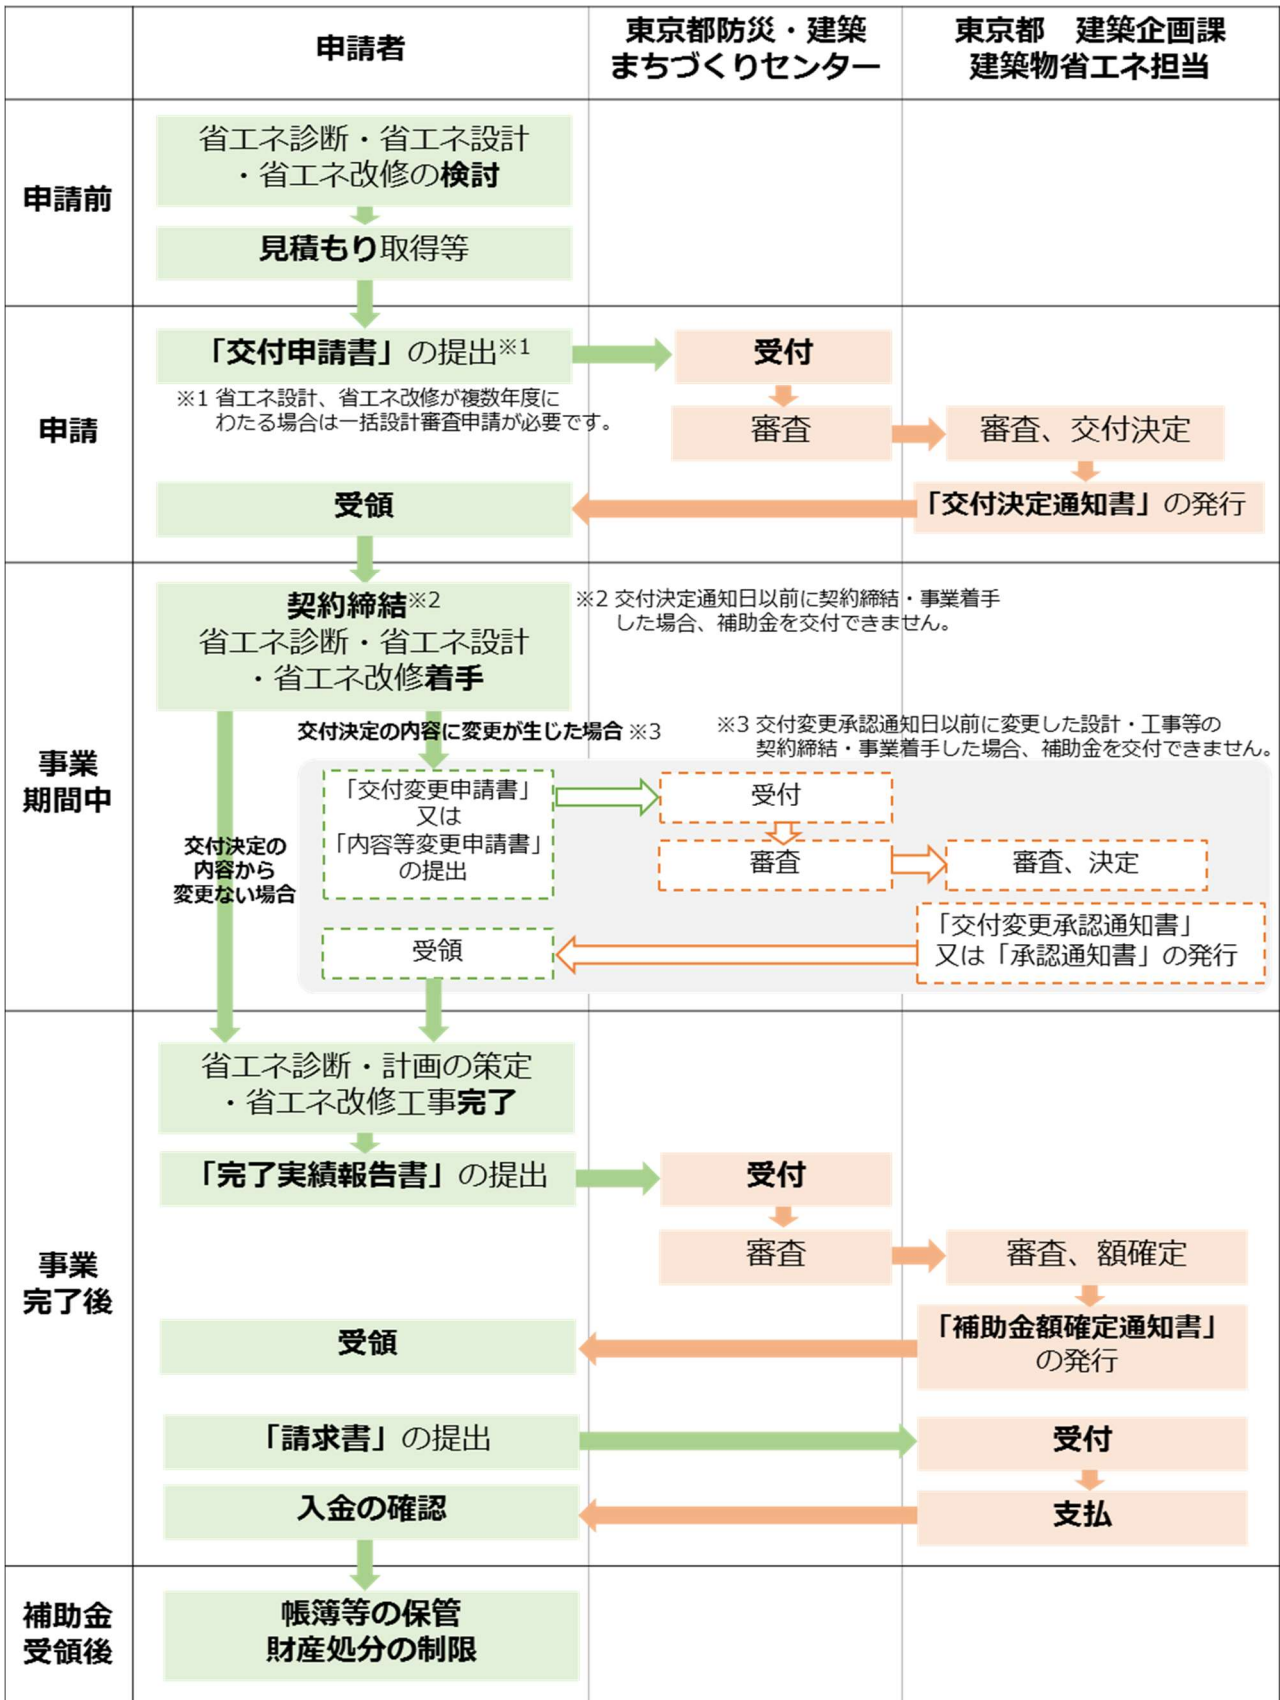 申請者
東京都防災・建築
まちづくりセンター
東京都　建築企画課
建築物省エネ担当
申請前
省エネ診断・省エネ設計
・省エネ改修の検討
見積もり取得等
申請
「交付申請書」の提出※1
受付
※1 省エネ設計、省エネ改修が複数年度に
わたる場合は一括設計審査申請が必要です。
審査
審査、交付決定
受領
「交付決定通知書」の発行
事業
期間中
契約締結※2
省エネ診断・省エネ設計
・省エネ改修着手
※2 交付決定通知日以前に契約締結・事業着手
した場合、補助金を交付できません。
交付決定の内容に変更が生じた場合 ※3
※3 交付変更承認通知日以前に変更した設計・工事等の
契約締結・事業着手した場合、補助金を交付できません。
交付決定の
内容から
変更ない場合
「交付変更申請書」
又は
「内容等変更申請書」
の提出
受付
審査
審査、決定
受領
「交付変更承認通知書」
又は「承認通知書」の発行
事業
完了後
省エネ診断・計画の策定
・省エネ改修工事完了
「完了実績報告書」の提出
受付
審査
審査、額確定
受領
「補助金額確定通知書」
の発行
「請求書」の提出
受付
入金の確認
支払
補助金
受領後
帳簿等の保管
財産処分の制限